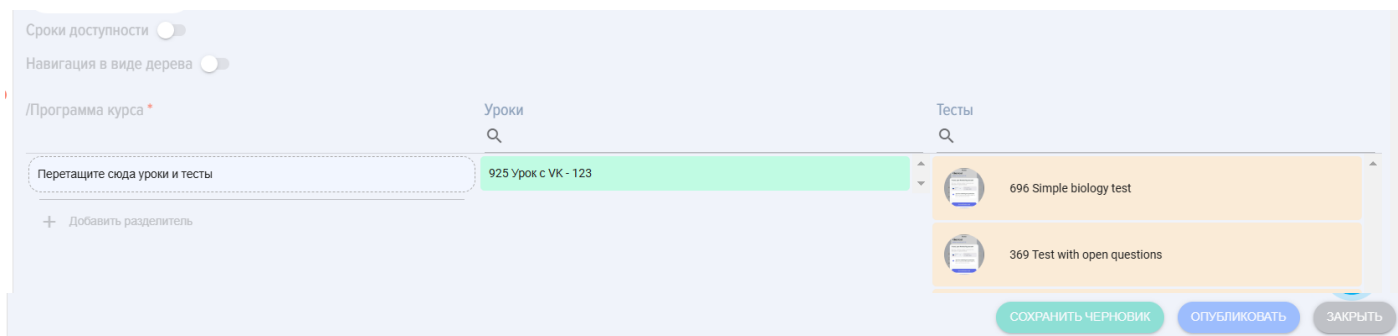 Сроки доступности
Навигация в виде дерева
/Программа курса *
Уроки
Тесты
Перетащите сюда уроки и тесты
925 Урок с VK - 123
696 Simple biology test
+ Добавить разделитель
369 Test with open questions
СОХРАНИТЬ ЧЕРНОВИК
ОПУБЛИКОВАТЬ
ЗАКРЫТЬ